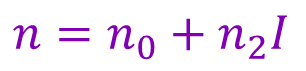 n = n₀ + n₂I